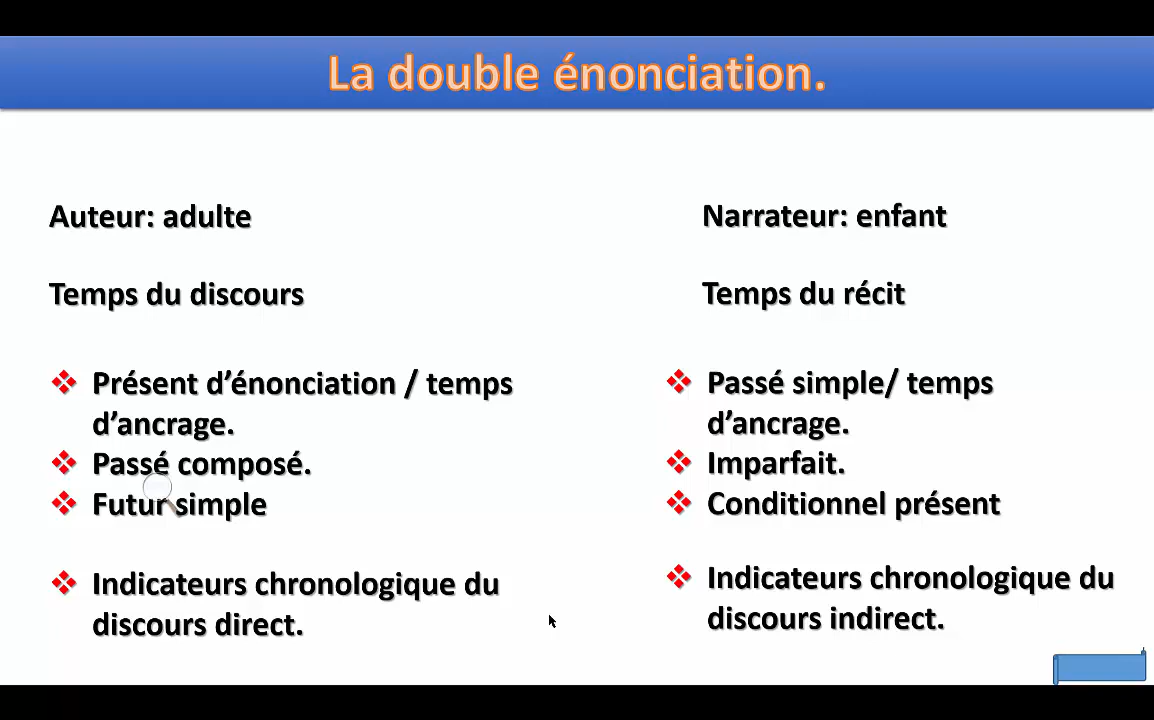 La double énonciation.
Auteur: adulte
Temps du discours
Présent d’énonciation / temps
d’ancrage.
Passé composé.
Futur simple
Indicateurs chronologique du
discours direct.
Narrateur: enfant
Temps du récit
Passé simple/ temps
d’ancrage.
Imparfait.
Conditionnel présent
Indicateurs chronologique du
discours indirect.